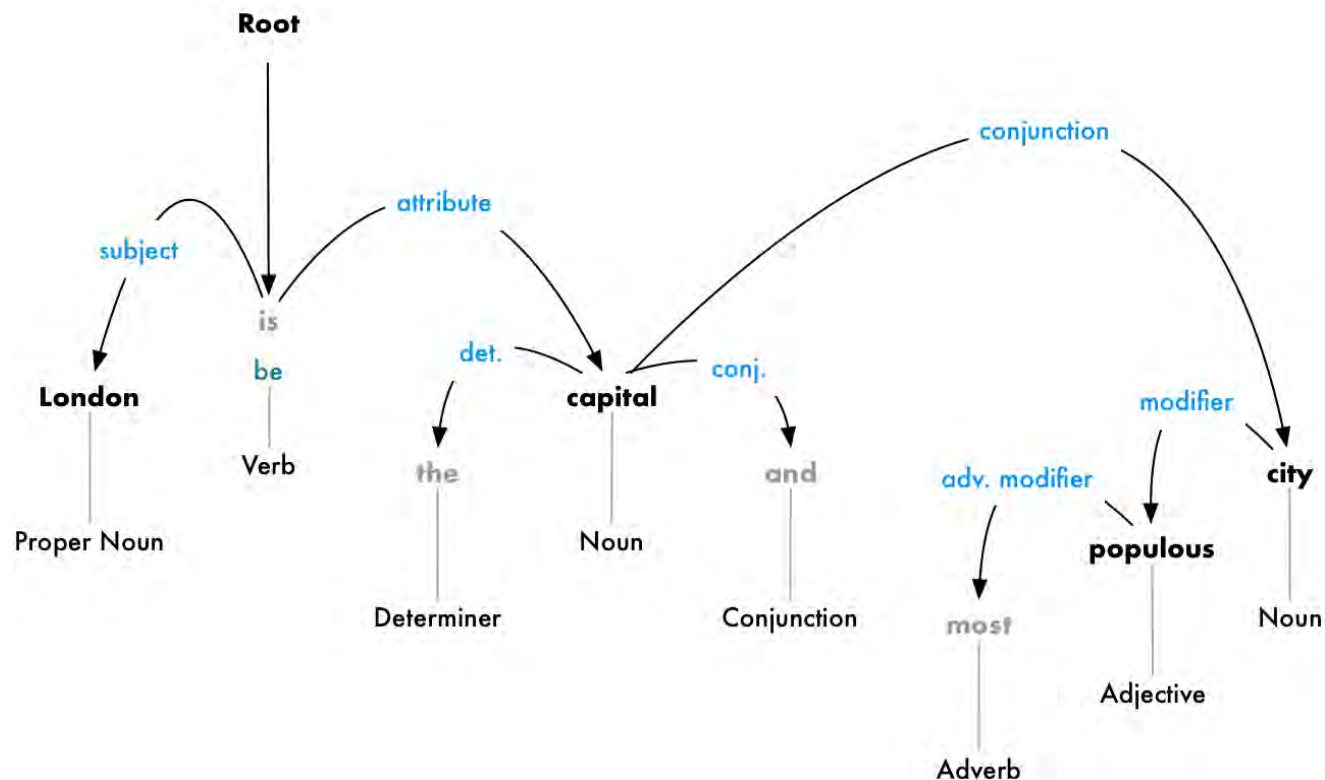 Root
conjunction
attribute
subject
is
det.
conj.
be
London
capital
modifier
Verb
the
and
adv. modifier
city
Proper Noun
Noun
populous
Determiner
Conjunction
most
Noun
Adjective
Adverb